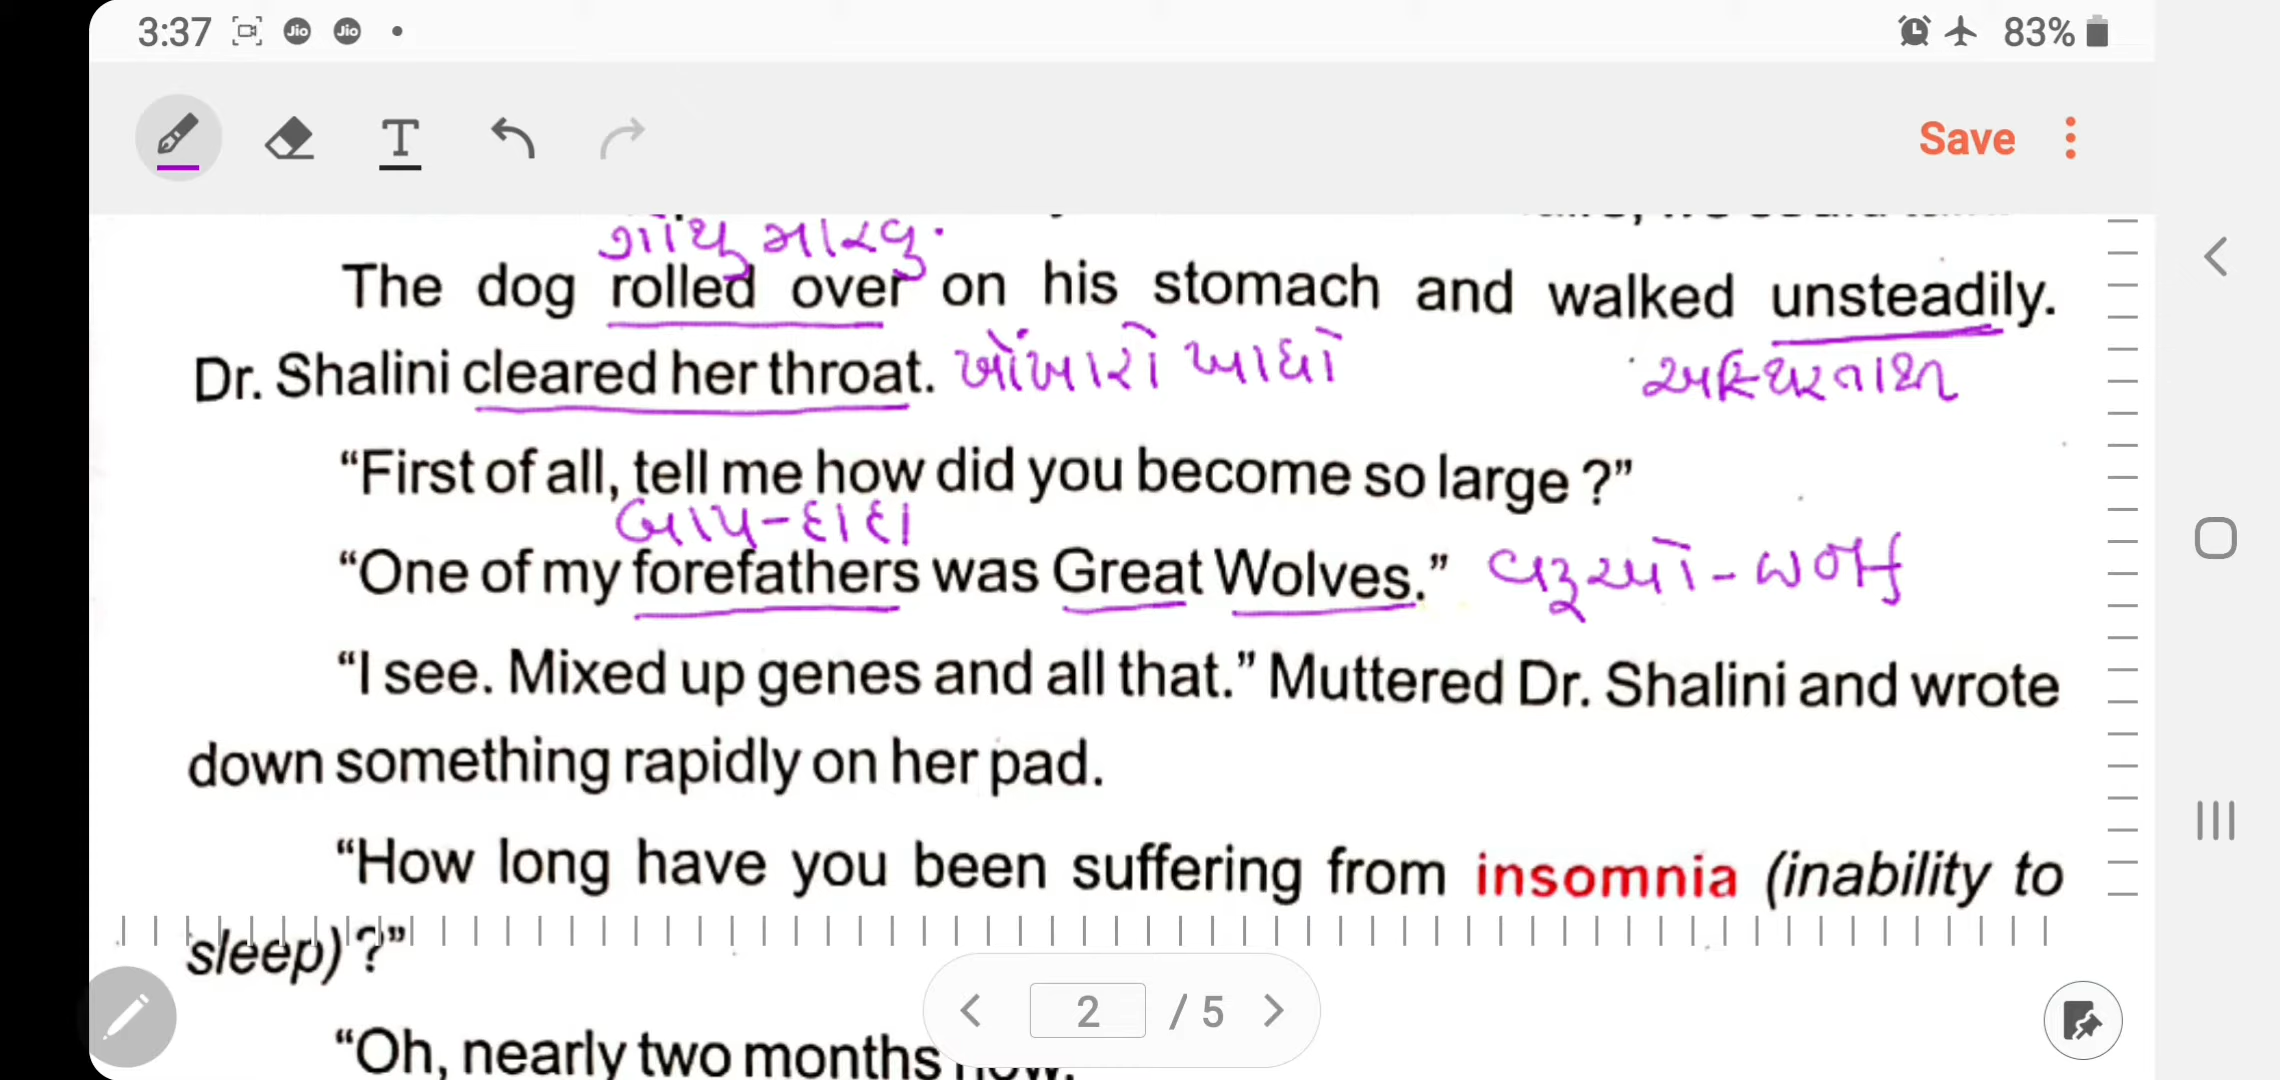 3:37 Jio Jio 83%
T Save
ગોથુ મારવુ.
The dog rolled over on his stomach and walked unsteadily.
Dr. Shalini cleared her throat. ખોંખારો ખાધો
અસ્થિરતાથી
“First of all, tell me how did you become so large ?”
બાપ-દાદા
“One of my forefathers was Great Wolves.” વરૂઓ-
“I see. Mixed up genes and all that.” Muttered Dr. Shalini and wrote
down something rapidly on her pad.
“How long have you been suffering from insomnia (inability to
sleep) ?”
2 / 5
“Oh, nearly two months now.